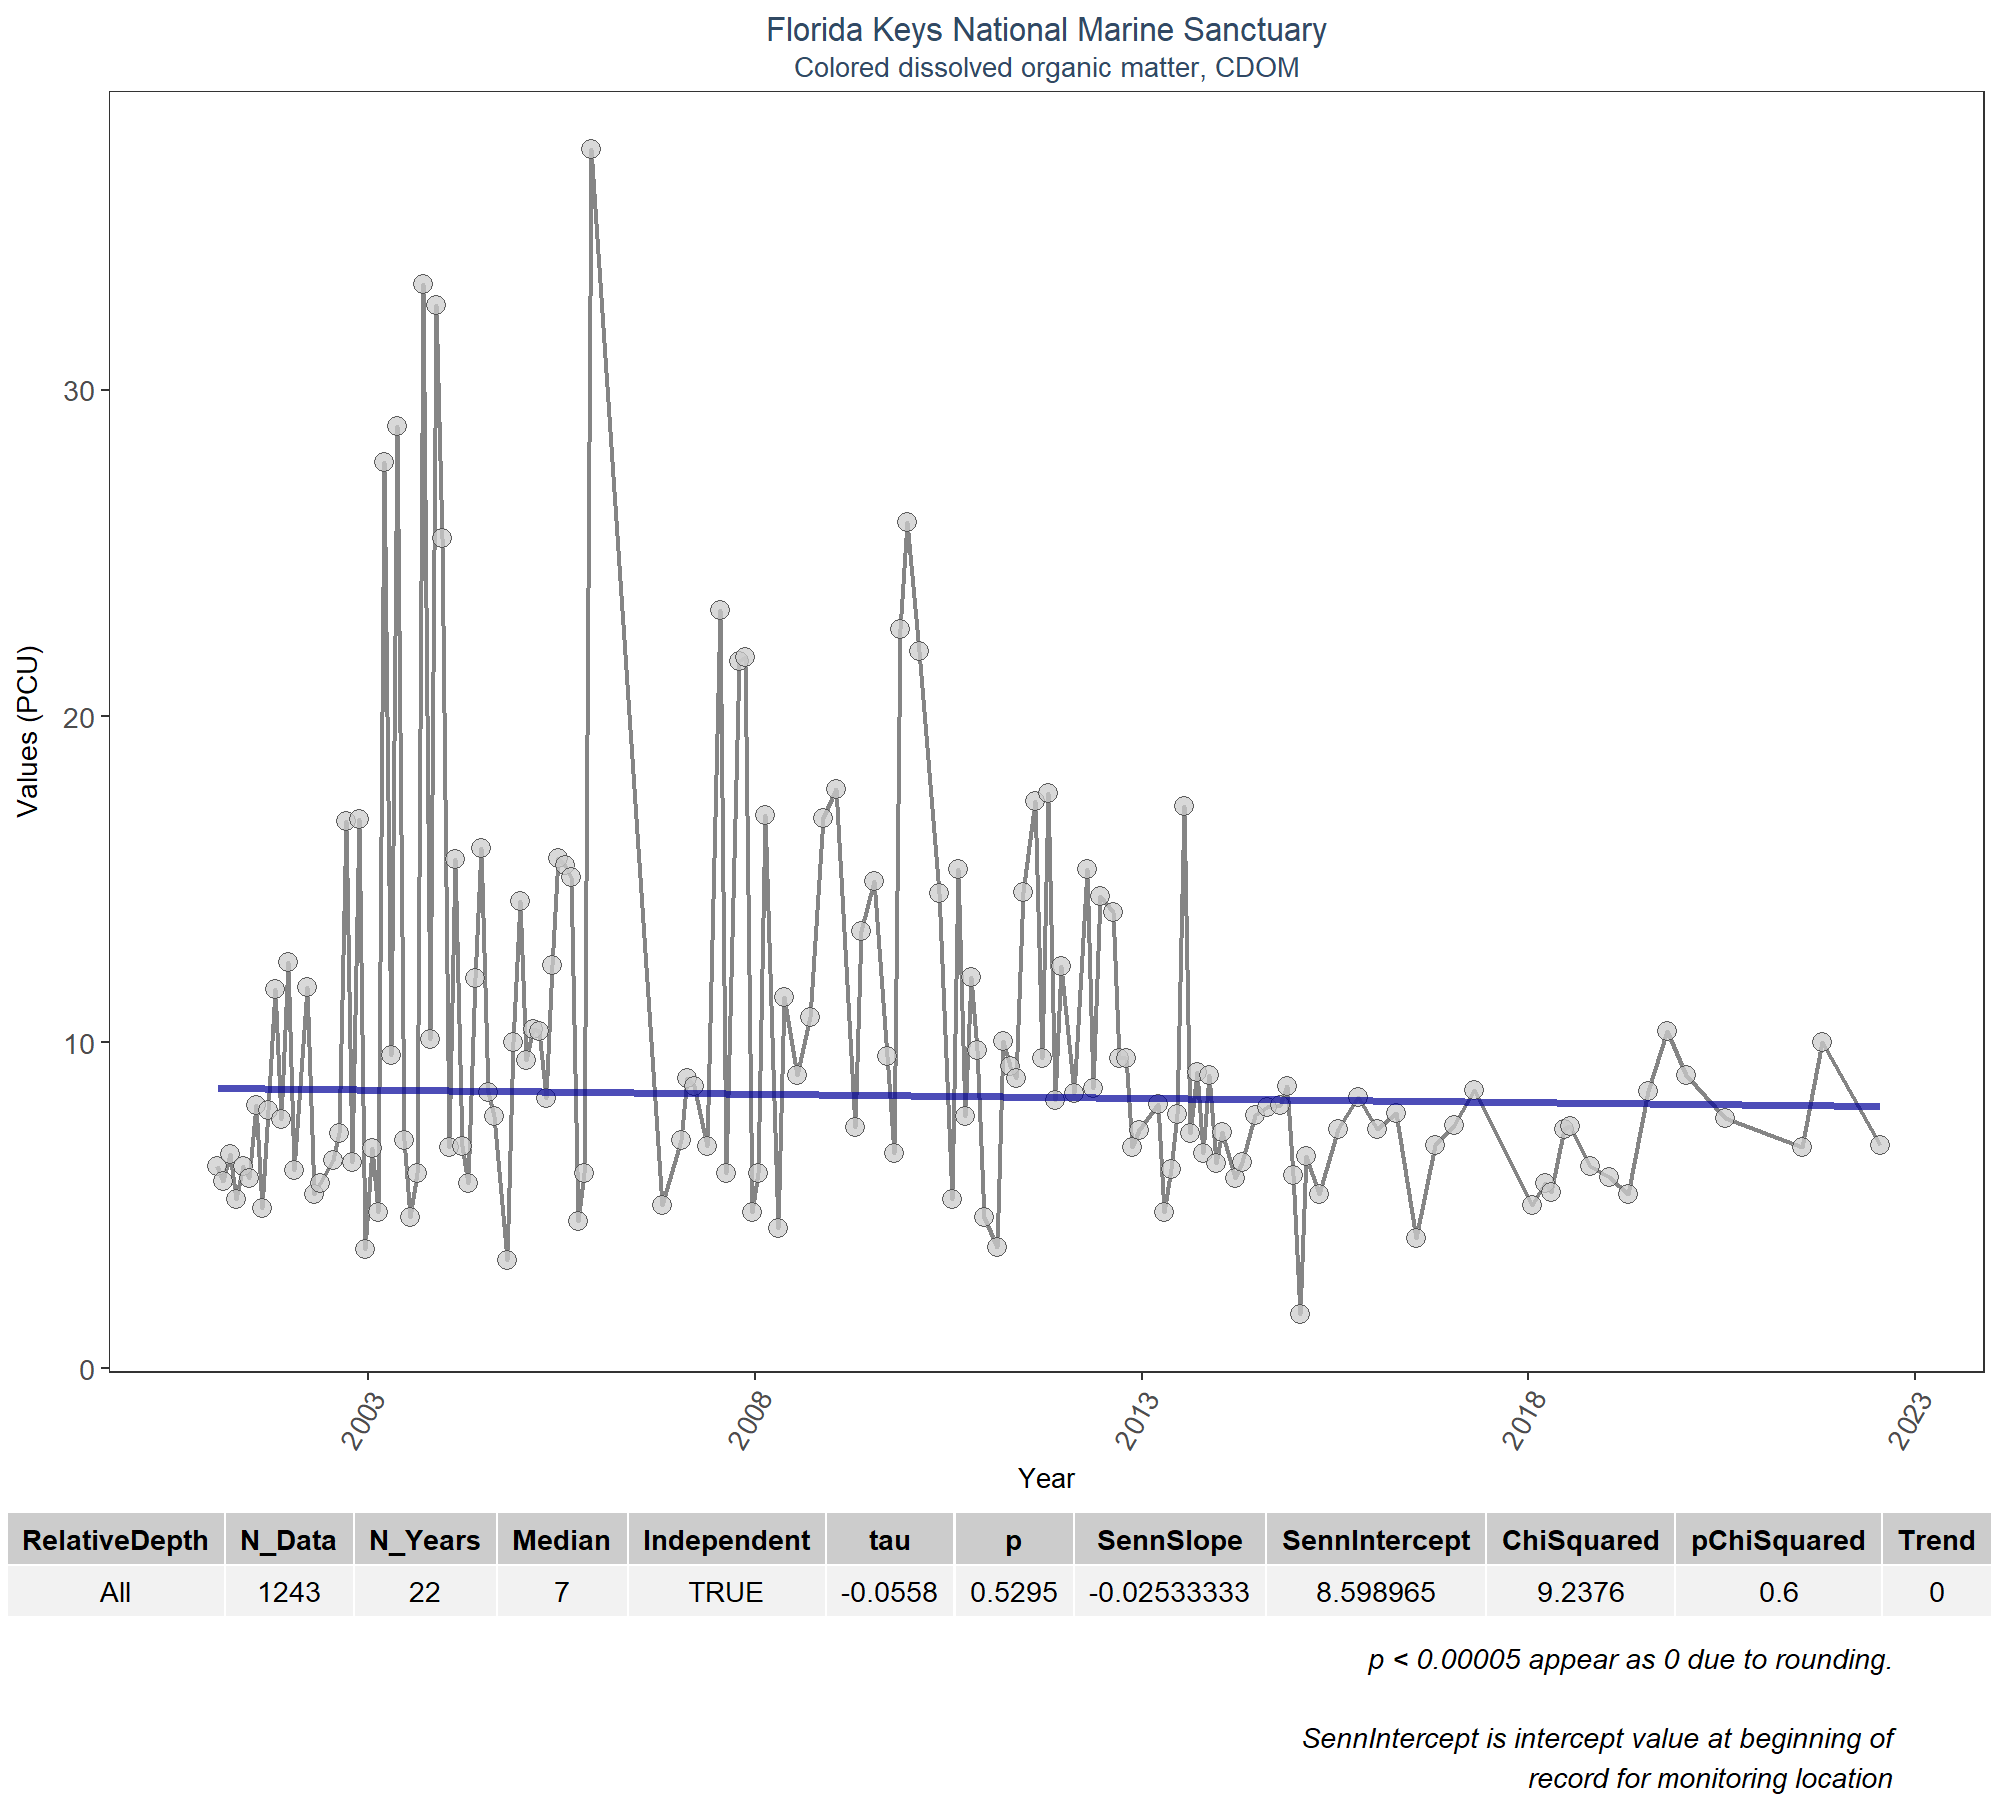 Florida Keys National Marine Sanctuary
Colored dissolved organic matter, CDOM
Values (PCU)
30
20
10
0
2003 2008 2013 2018 2023
Year
RelativeDepth N_Data N_Years Median Independent tau p SennSlope SennIntercept ChiSquared pChiSquared Trend
All 1243 22 7 TRUE -0.0558 0.5295 -0.02533333 8.598965 9.2376 0.6 0
p < 0.00005 appear as 0 due to rounding.
SennIntercept is intercept value at beginning of
record for monitoring location